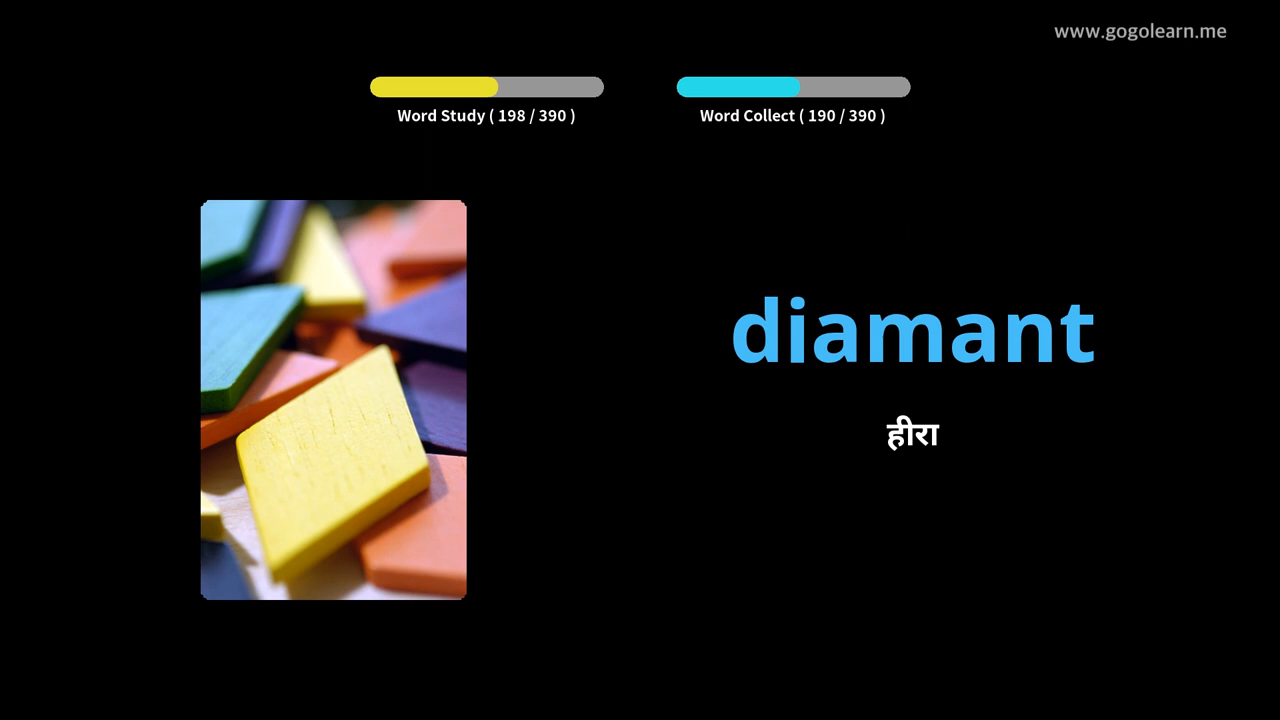 www.gogolearn.me
Word Study ( 198 / 390 )
Word Collect ( 190 / 390 )
diamant
हीरा